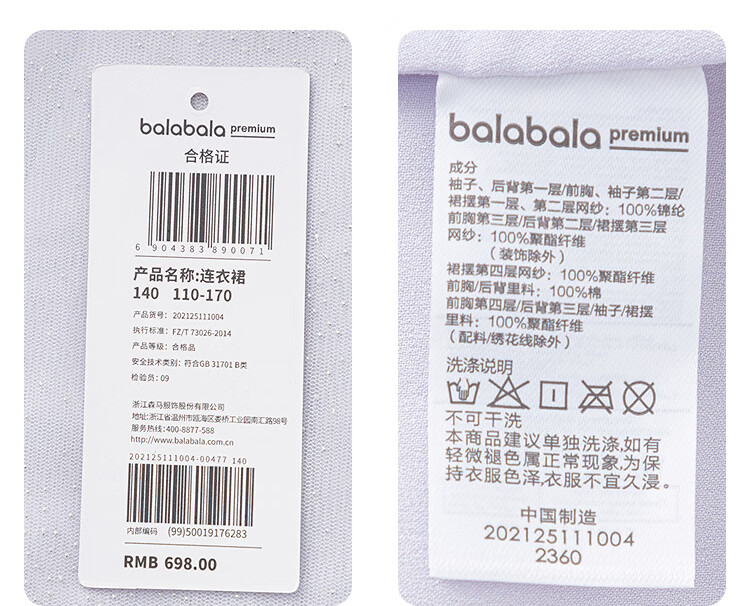 balabala premium
合格证
6 904383 890071
产品名称:连衣裙
140 110-170
产品货号: 202125111004
执行标准: FZ/T 73026-2014
产品等级: 合格品
安全技术类别: 符合GB 31701 B类
检验员: 09
浙江森马服饰股份有限公司
地址:浙江省温州市瓯海区娄桥工业园南汇路98号
服务热线:400-8877-588
http://www.balabala.com.cn
202125111004-00477 140
内部编码 (99)50019176283
RMB 698.00
balabala premium
成分
袖子、后背第一层/前胸、袖子第二层/
裙摆第一层、第二层网纱: 100%锦纶
前胸第三层/后背第二层/裙摆第三层
网纱: 100%聚酯纤维
(装饰除外)
裙摆第四层网纱: 100%聚酯纤维
前胸/后背里料: 100%棉
前胸第四层/后背第三层/袖子/裙摆
里料: 100%聚酯纤维
(配料/绣花线除外)
洗涤说明
不可干洗
本商品建议单独洗涤,如有
轻微褪色属正常现象,为保
持衣服色泽,衣服不宜久浸。
中国制造
202125111004
2360